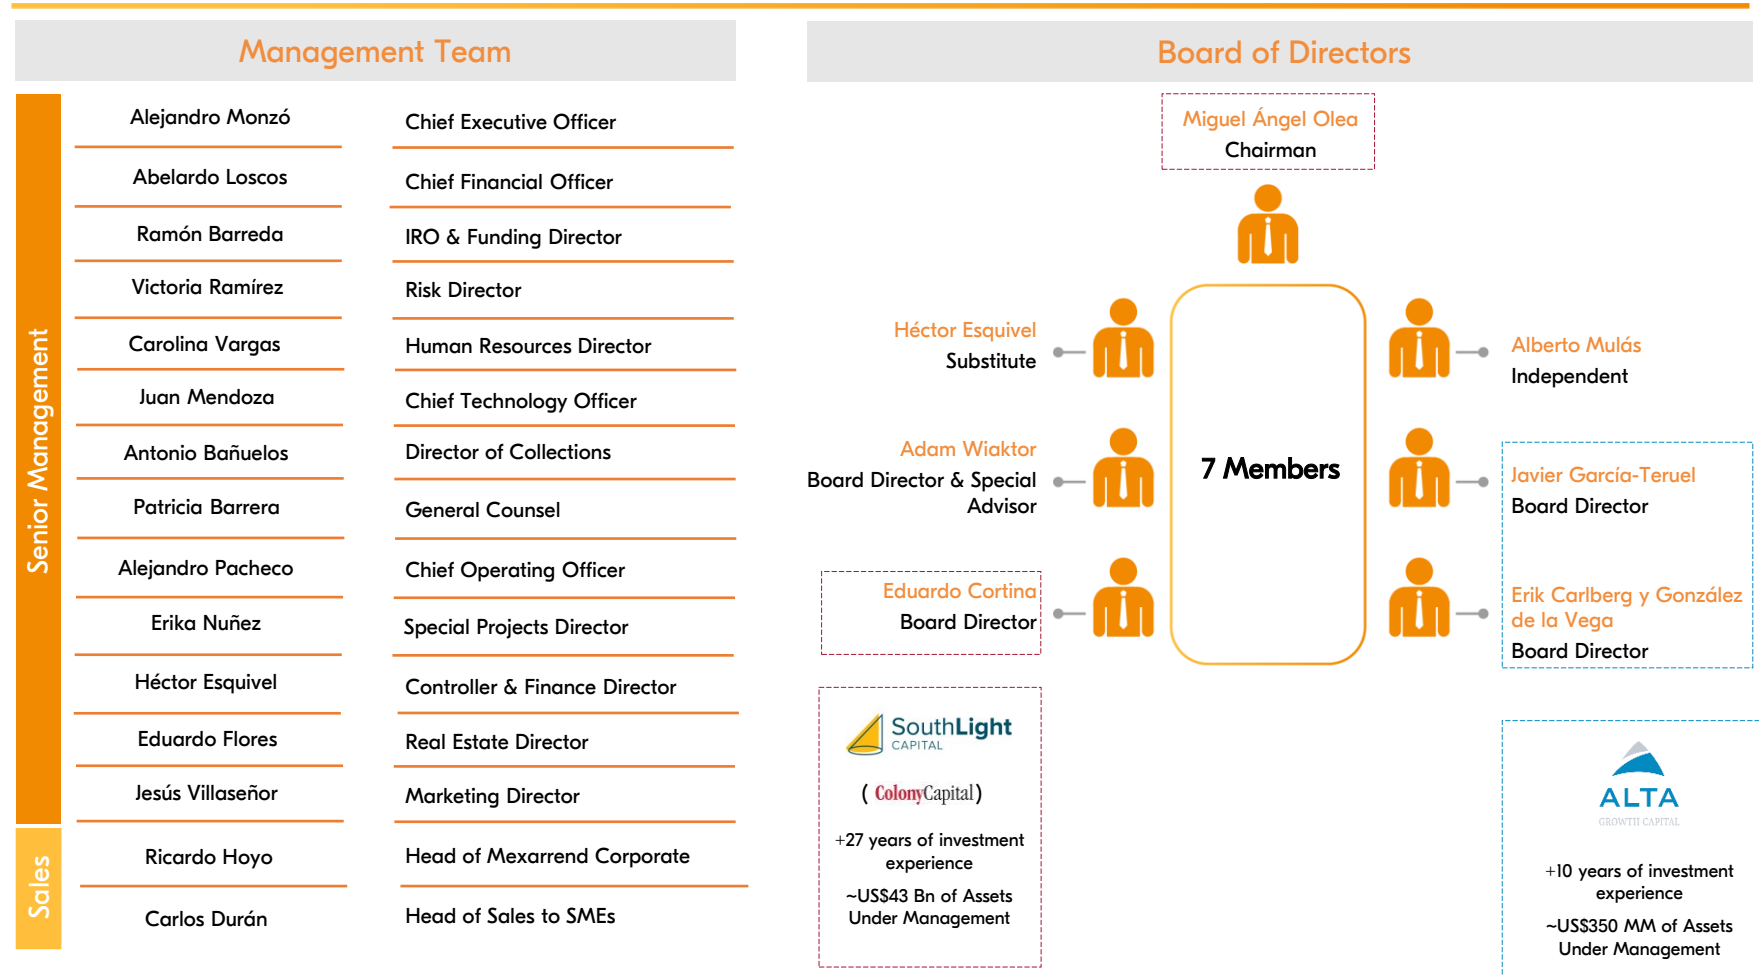 Management Team
Senior Management
Alejandro Monzó
Chief Executive Officer
Abelardo Loscos
Chief Financial Officer
Ramón Barreda
IRO & Funding Director
Victoria Ramírez
Risk Director
Carolina Vargas
Human Resources Director
Juan Mendoza
Chief Technology Officer
Antonio Bañuelos
Director of Collections
Patricia Barrera
General Counsel
Alejandro Pacheco
Chief Operating Officer
Erika Nuñez
Special Projects Director
Héctor Esquivel
Controller & Finance Director
Eduardo Flores
Real Estate Director
Jesús Villaseñor
Marketing Director
Sales
Ricardo Hoyo
Head of Mexarrend Corporate
Carlos Durán
Head of Sales to SMEs
Board of Directors
Miguel Ángel Olea
Chairman
Héctor Esquivel
Substitute
Adam Wiaktor
Board Director & Special
Advisor
Eduardo Cortina
Board Director
7 Members
Alberto Mulás
Independent
Javier García-Teruel
Board Director
Erik Carlberg y González
de la Vega
Board Director
SouthLight
CAPITAL
( ColonyCapital)
+27 years of investment
experience
~US$43 Bn of Assets
Under Management
ALTA
GROWTH CAPITAL
+10 years of investment
experience
~US$350 MM of Assets
Under Management